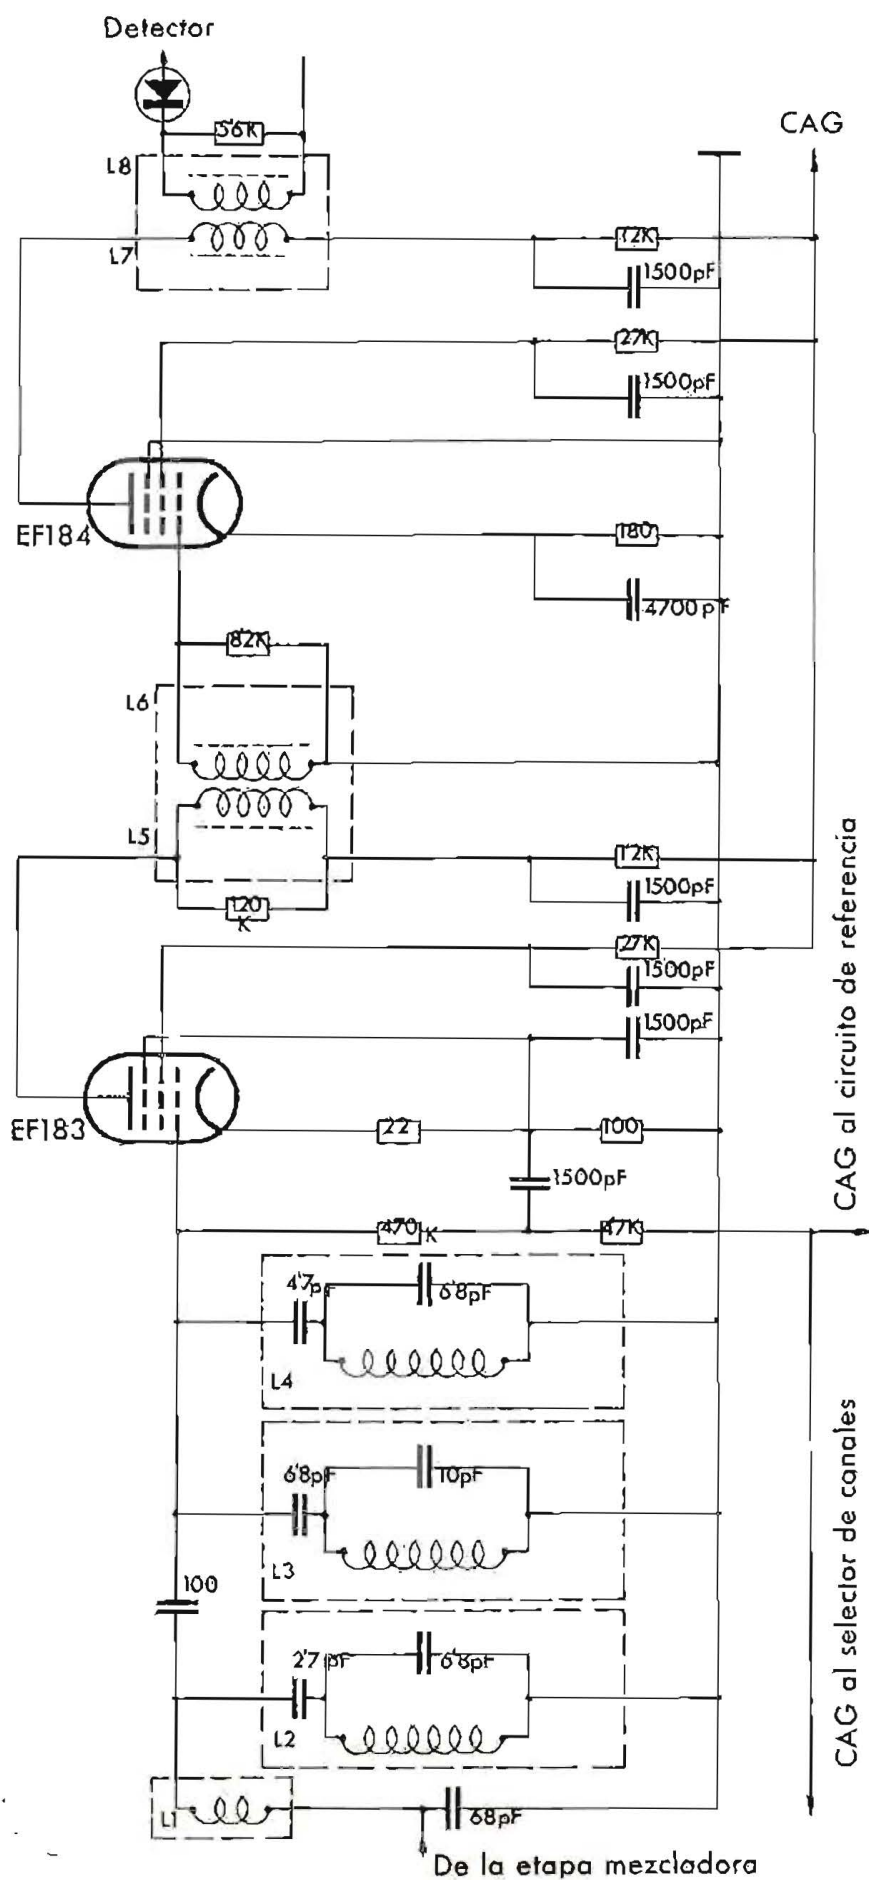 Detector
56K
CAG
L8
L7
12K
1500pF
27K
1500pF
EF184
180
4700pF
82K
L6
L5
12K
1500pF
120
K
27K
1500pF
1500pF
EF183
22
100
1500pF
470
K
47K
CAG al circuito de referencia
4'7pF
6'8pF
L4
6'8pF
10pF
L3
100
2'7pF
6'8pF
L2
CAG al selector de canales
L1
68pF
De la etapa mezcladora